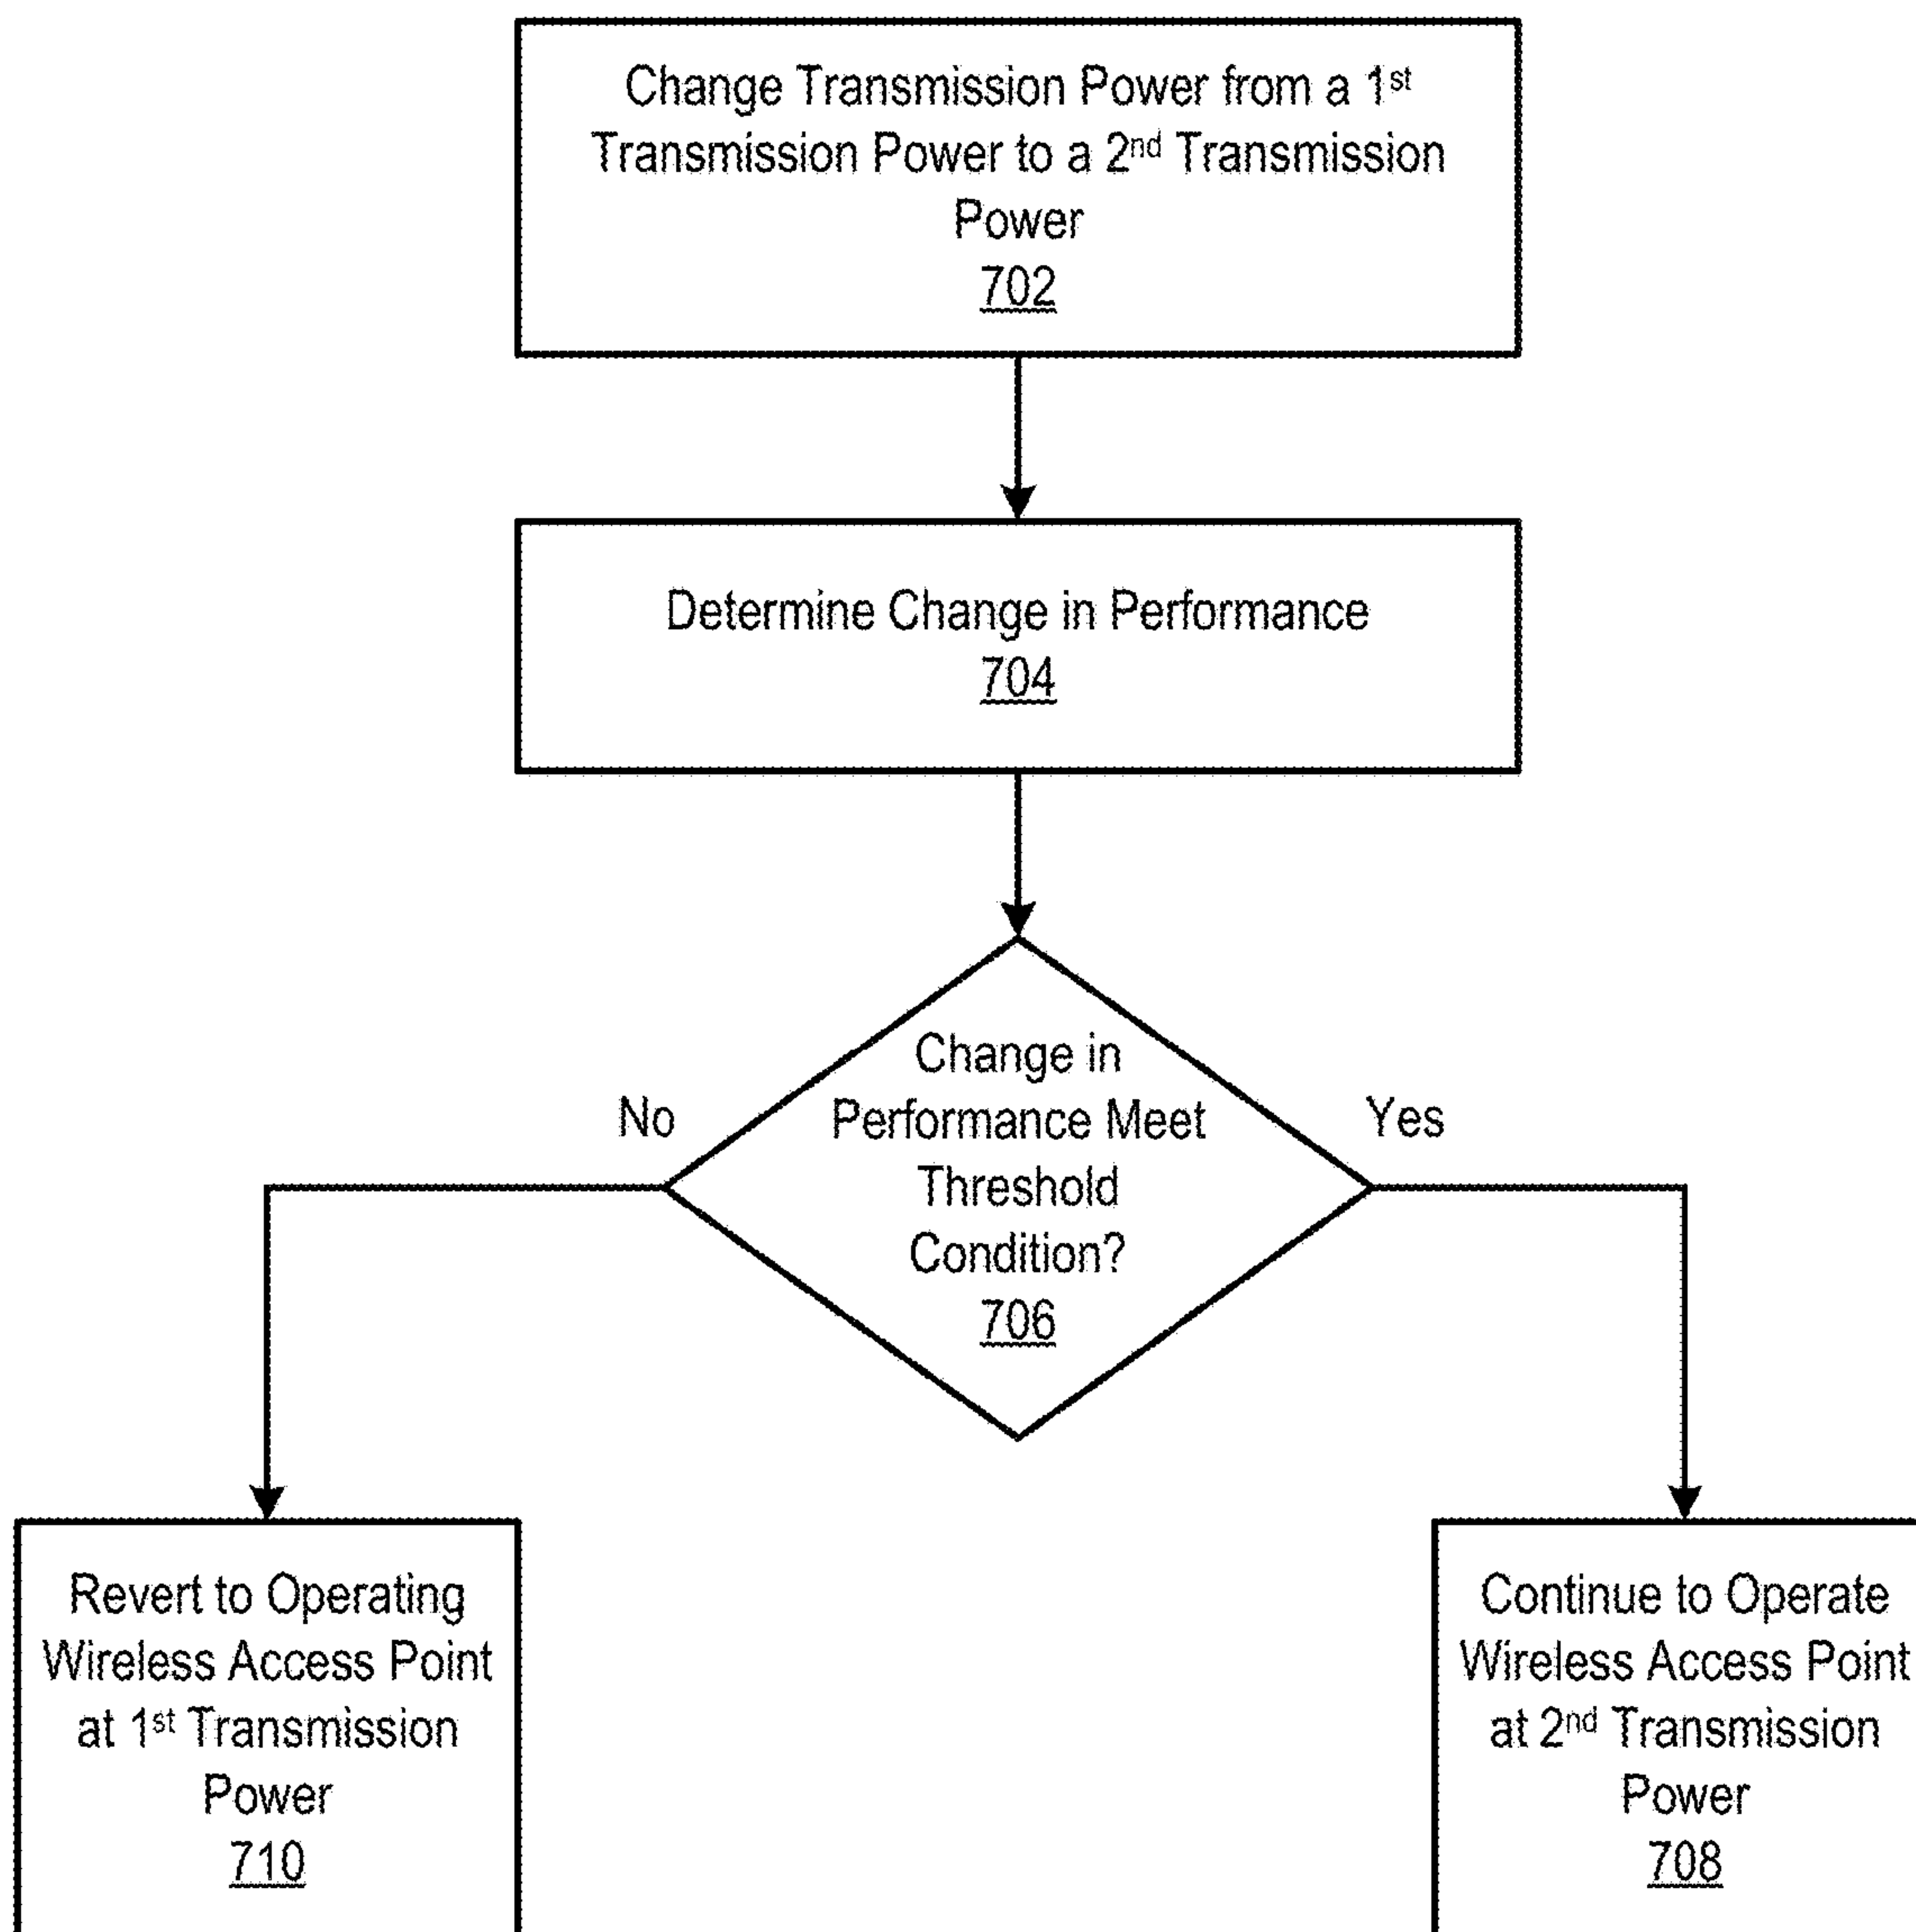 Change Transmission Power from a 1st
Transmission Power to a 2nd Transmission
Power
702
Determine Change in Performance
704
Change in
Performance Meet
Threshold
Condition?
706
No
Yes
Revert to Operating
Wireless Access Point
at 1st Transmission
Power
710
Continue to Operate
Wireless Access Point
at 2nd Transmission
Power
708